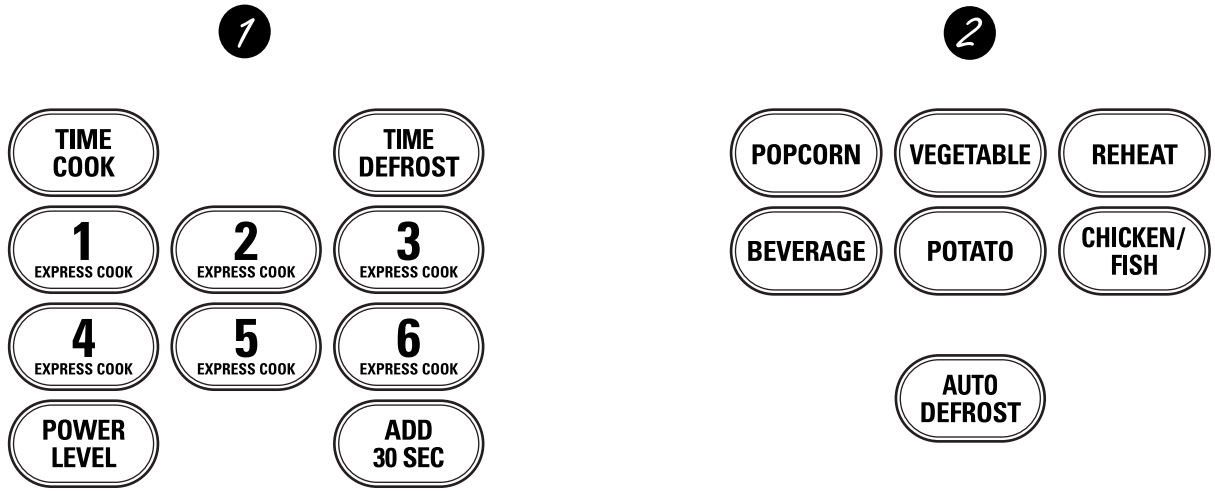 1
TIME
COOK
TIME
DEFROST
1
EXPRESS COOK
2
EXPRESS COOK
3
EXPRESS COOK
4
EXPRESS COOK
5
EXPRESS COOK
6
EXPRESS COOK
POWER
LEVEL
ADD
30 SEC
2
POPCORN
VEGETABLE
REHEAT
BEVERAGE
POTATO
CHICKEN/
FISH
AUTO
DEFROST